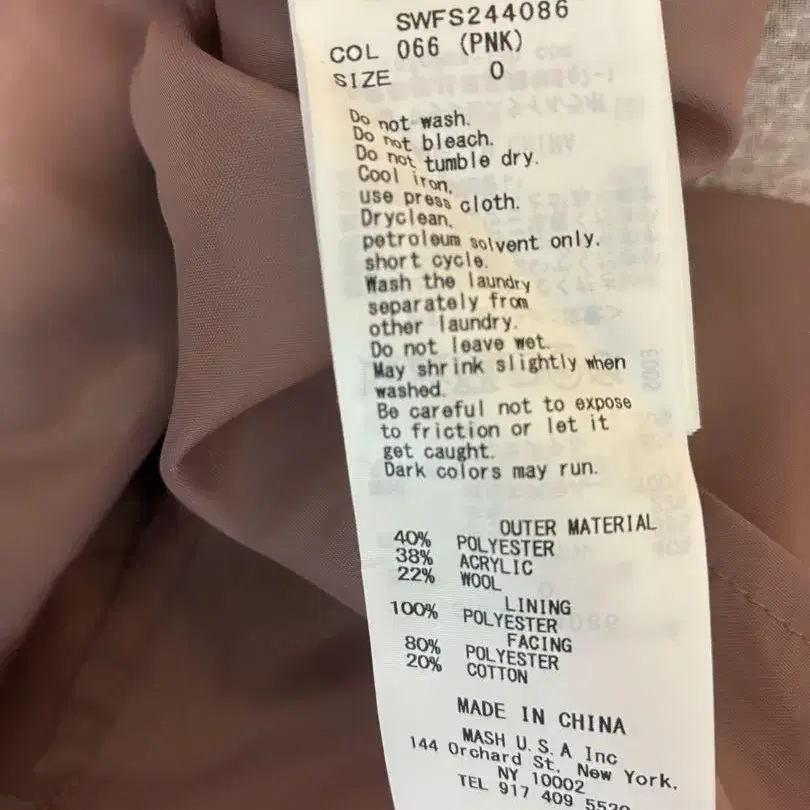 SWFS244086
COL 066 (PNK)
SIZE 0
Do not wash.
Do not bleach.
Do not tumble dry.
Cool iron,
use press cloth.
Dryclean,
petroleum solvent only.
short cycle.
Wash the laundry
separately from
other laundry.
Do not leave wet.
May shrink slightly when
washed.
Be careful not to expose
to friction or let it
get caught.
Dark colors may run.
OUTER MATERIAL
40% POLYESTER
38% ACRYLIC
22% WOOL
LINING
100% POLYESTER
FACING
80% POLYESTER
20% COTTON
MADE IN CHINA
MASH U.S.A Inc
144 Orchard St. New York.
NY 10002
TEL 917 409 5529